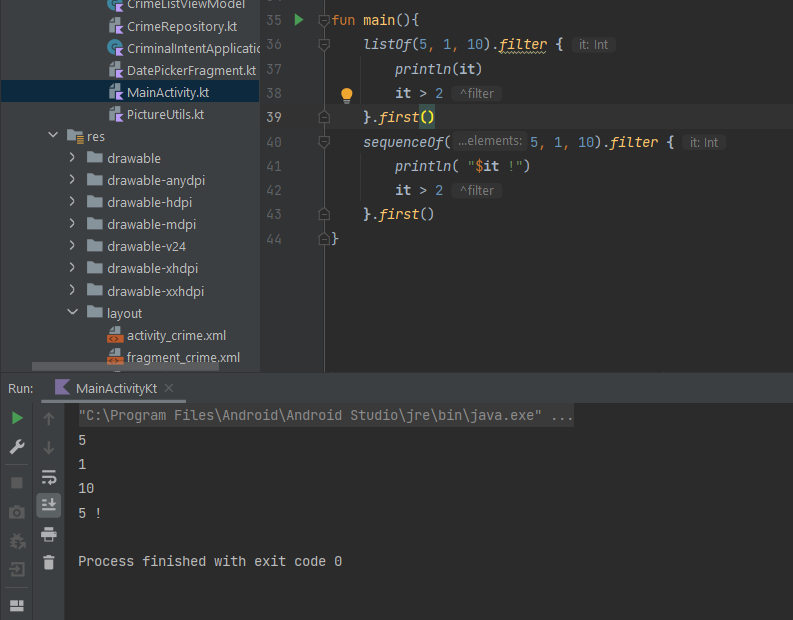 CrimeListViewModel
CrimeRepository.kt
CriminalIntentApplicatio
DatePickerFragment.kt
MainActivity.kt
PictureUtils.kt
res
drawable
drawable-anydpi
drawable-hdpi
drawable-mdpi
drawable-v24
drawable-xhdpi
drawable-xxhdpi
layout
activity_crime.xml
fragment_crime.xml
35 fun main(){
36 listOf(5, 1, 10).filter { it: Int
37 println(it)
38 it > 2 ^filter
39 }.first()
40 sequenceOf( ...elements: 5, 1, 10).filter { it: Int
41 println( "$it !")
42 it > 2 ^filter
43 }.first()
44 }
Run: MainActivityKt
"C:\Program Files\Android\Android Studio\jre\bin\java.exe" ...
5
1
10
5 !
Process finished with exit code 0